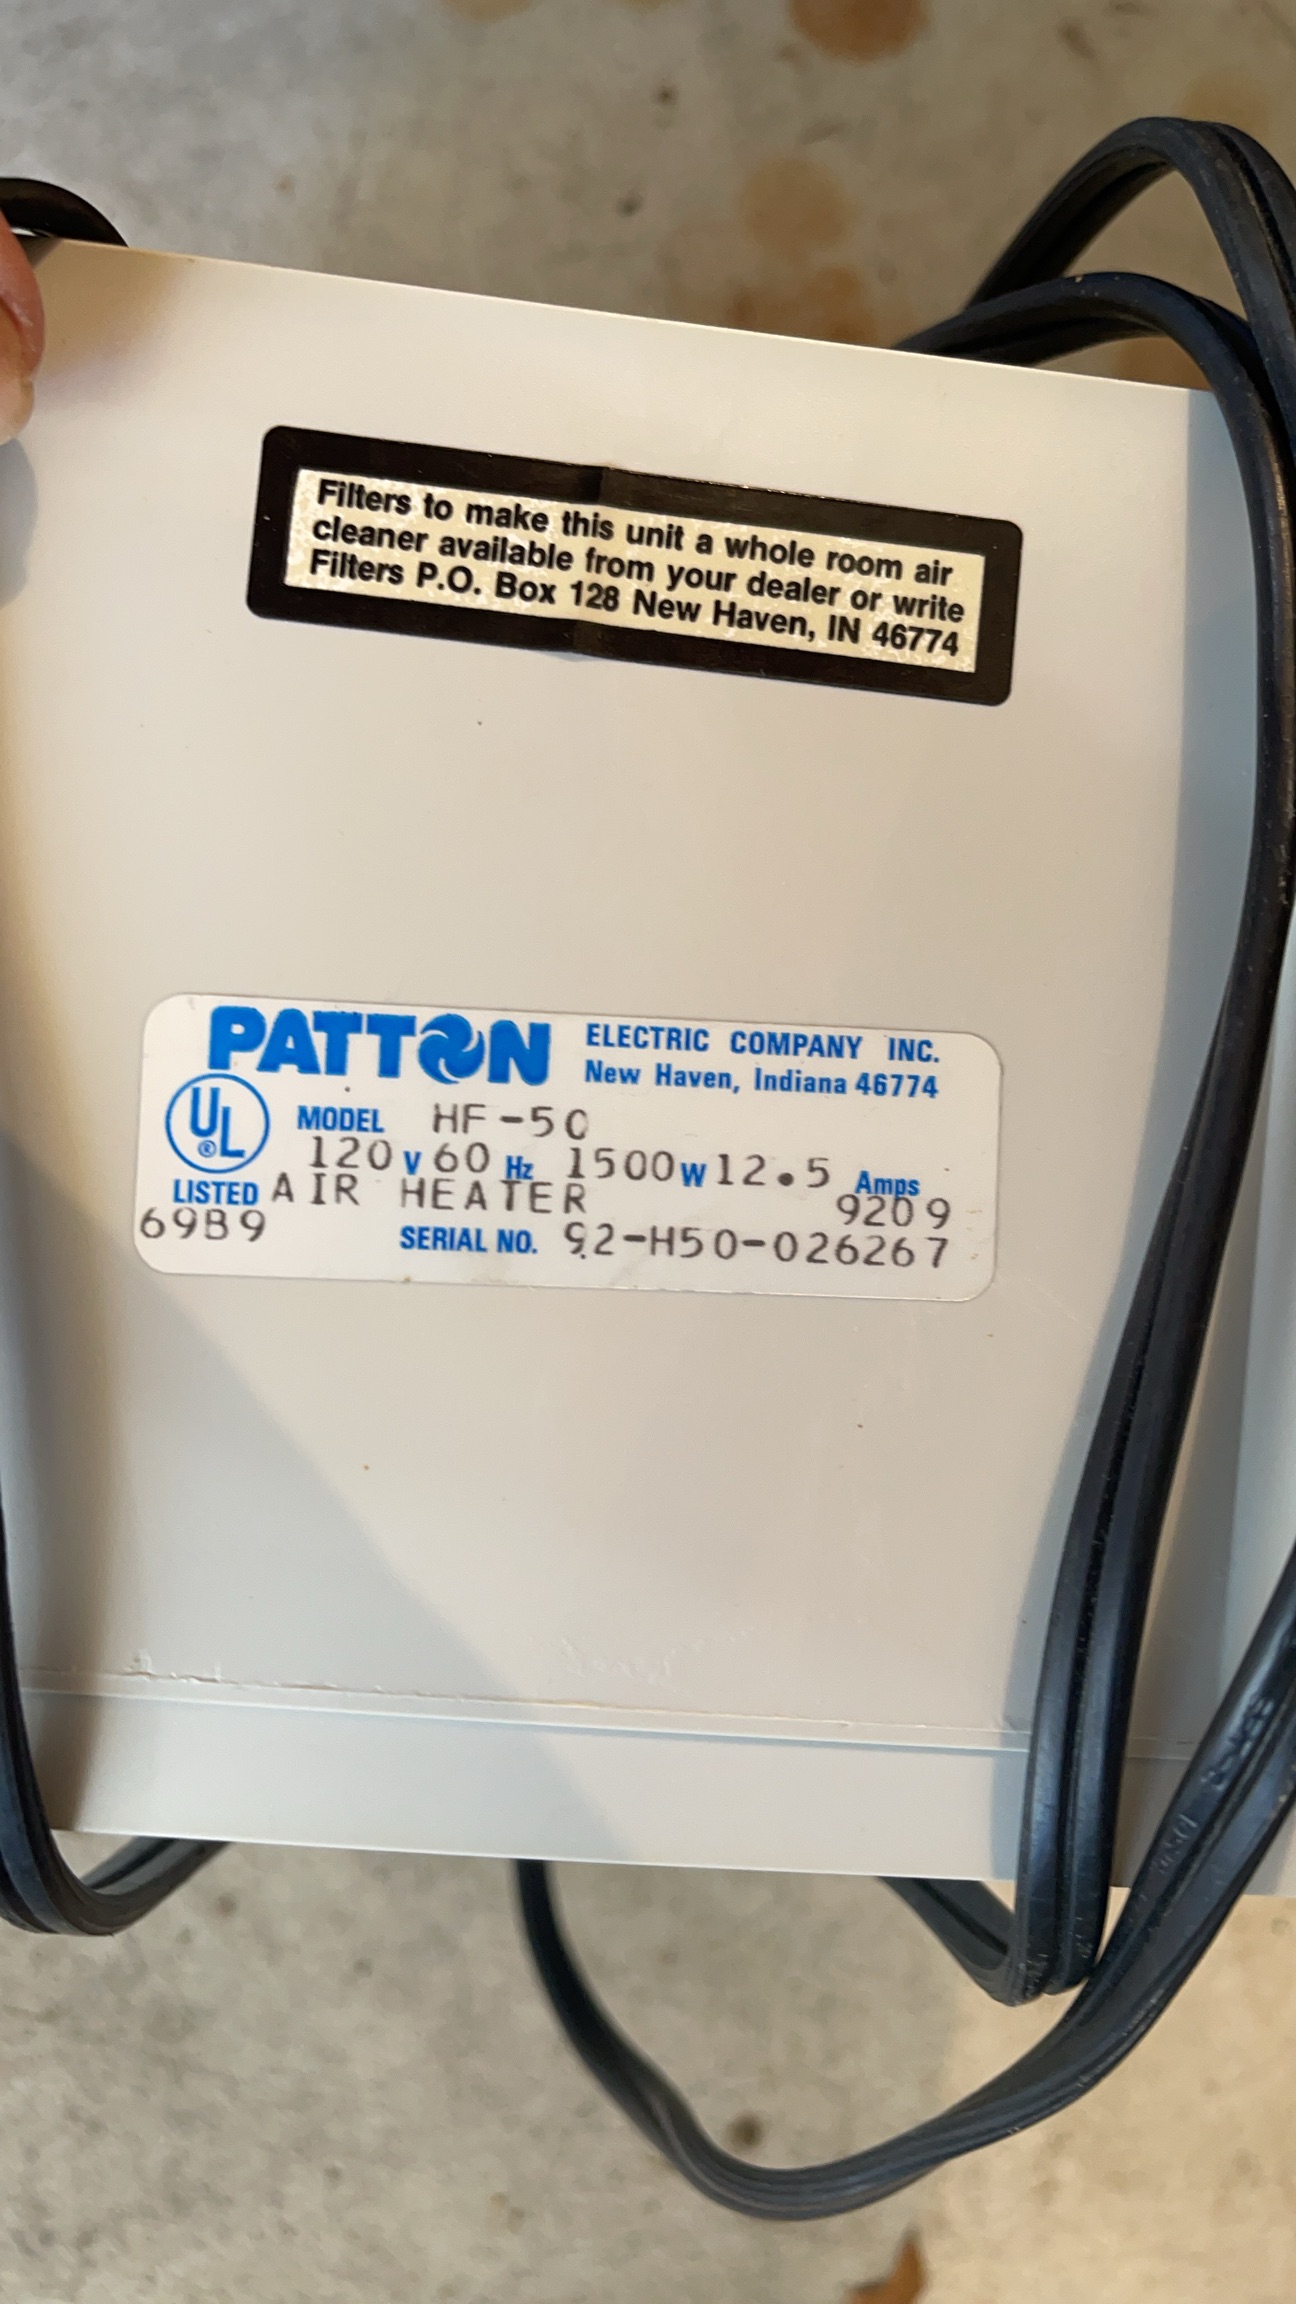 Filters to make this unit a whole room air
cleaner available from your dealer or write
Filters P.O. Box 128 New Haven, IN 46774
PATTON ELECTRIC COMPANY INC.
New Haven, Indiana 46774
UL ® MODEL HF-50
120 V 60 Hz 1500 W 12.5 Amps
LISTED AIR HEATER 9209
69B9 SERIAL NO. 92-H50-026267